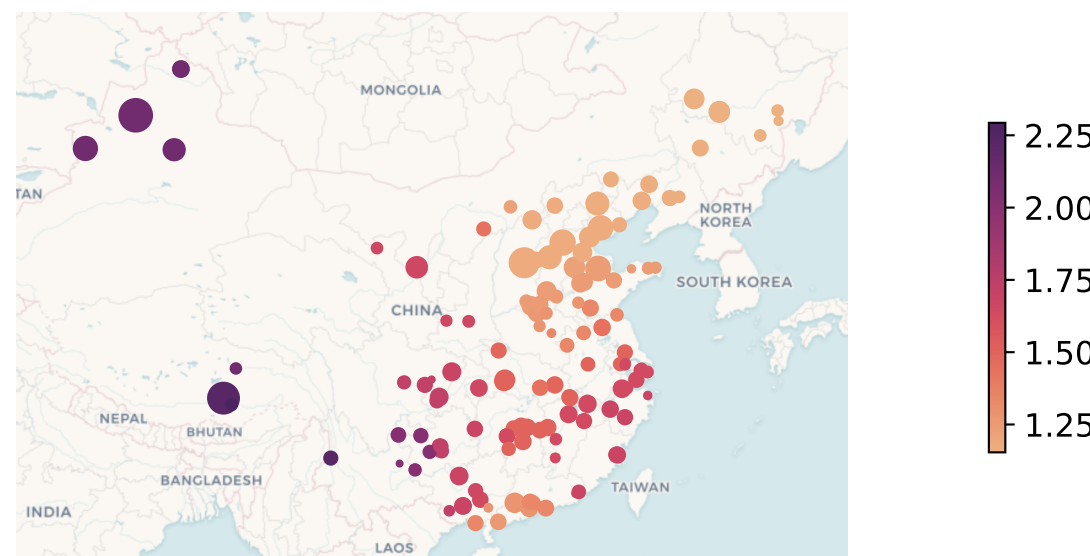 MONGOLIA
TAN
NORTH
KOREA
SOUTH KOREA
CHINA
NEPAL
BHUTAN
BANGLADESH
INDIA
TAIWAN
LAOS
2.25
2.00
1.75
1.50
1.25